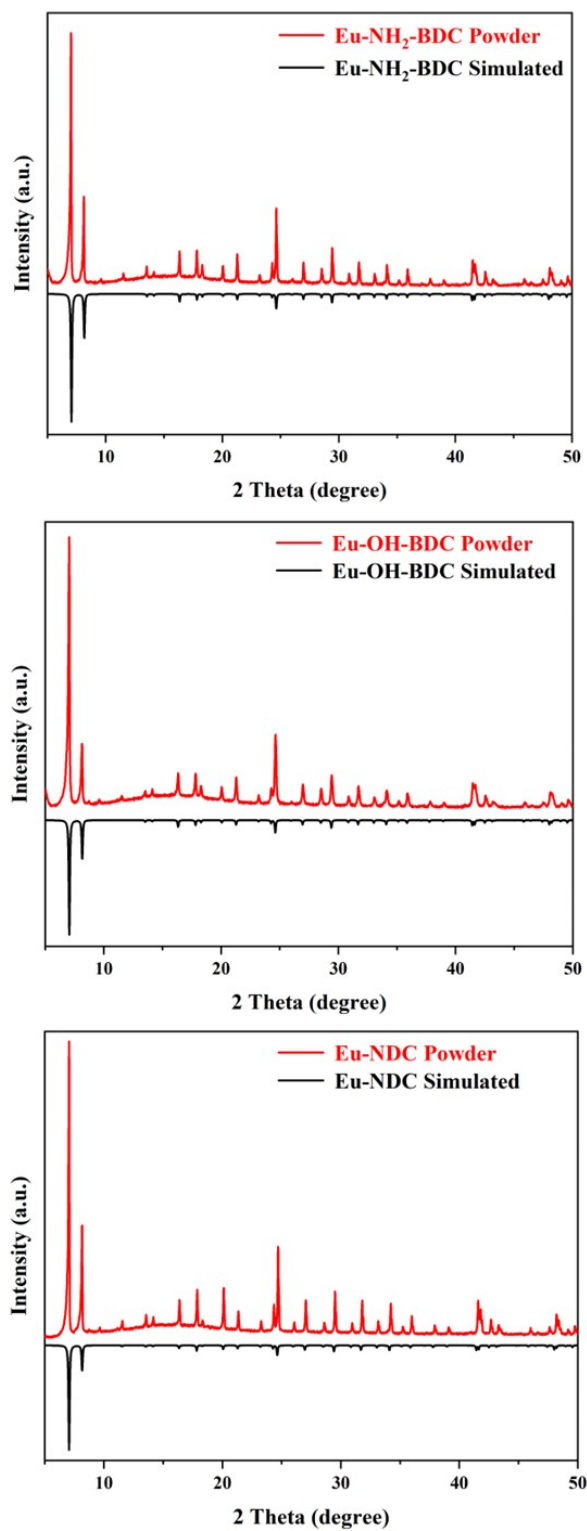 Eu-NH₂-BDC Powder
Eu-NH₂-BDC Simulated
Intensity (a.u.)
10 20 30 40 50
2 Theta (degree)
Eu-OH-BDC Powder
Eu-OH-BDC Simulated
Intensity (a.u.)
10 20 30 40 50
2 Theta (degree)
Eu-NDC Powder
Eu-NDC Simulated
Intensity (a.u.)
10 20 30 40 50
2 Theta (degree)